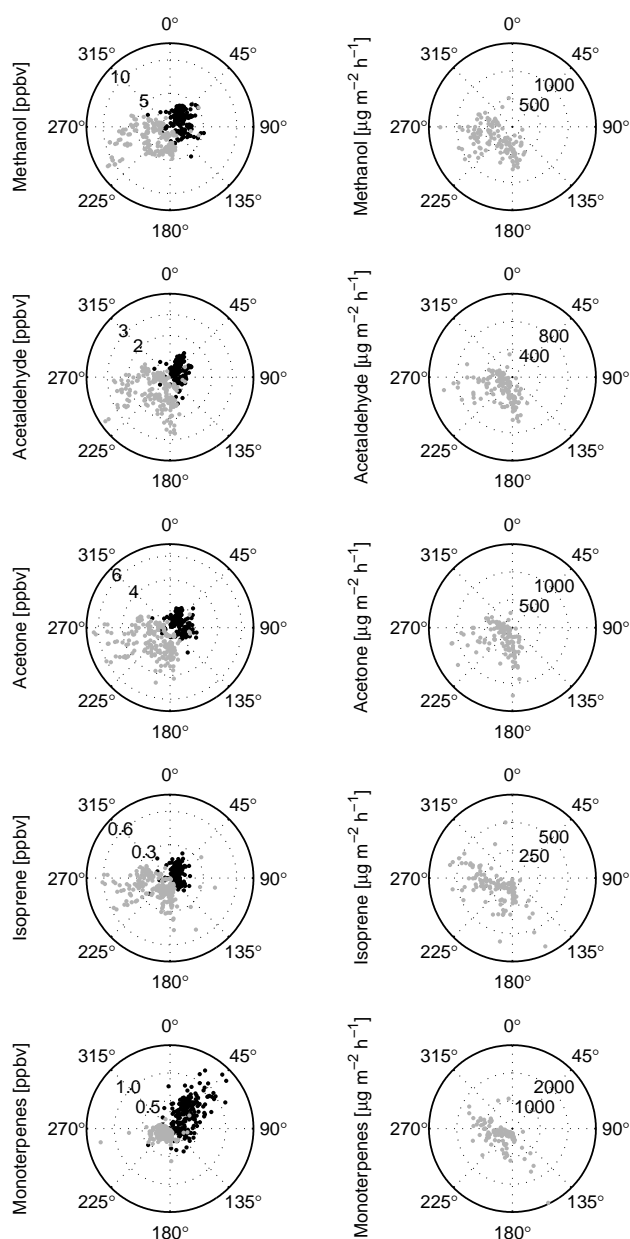 0° 0°
315° 45° 315° 45°
10 1000
5 500
Methanol [ppbv] 270° 90° Methanol [μg m−2 h−1] 270° 90°
225° 135° 225° 135°
180° 180°
0° 0°
315° 45° 315° 45°
3 800
2 400
Acetaldehyde [ppbv] 270° 90° Acetaldehyde [μg m−2 h−1] 270° 90°
225° 135° 225° 135°
180° 180°
0° 0°
315° 45° 315° 45°
6 1000
4 500
Acetone [ppbv] 270° 90° Acetone [μg m−2 h−1] 270° 90°
225° 135° 225° 135°
180° 180°
0° 0°
315° 45° 315° 45°
0.6 500
0.3 250
Isoprene [ppbv] 270° 90° Isoprene [μg m−2 h−1] 270° 90°
225° 135° 225° 135°
180° 180°
0° 0°
315° 45° 315° 45°
1.0 2000
0.5 1000
Monoterpenes [ppbv] 270° 90° Monoterpenes [μg m−2 h−1] 270° 90°
225° 135° 225° 135°
180° 180°